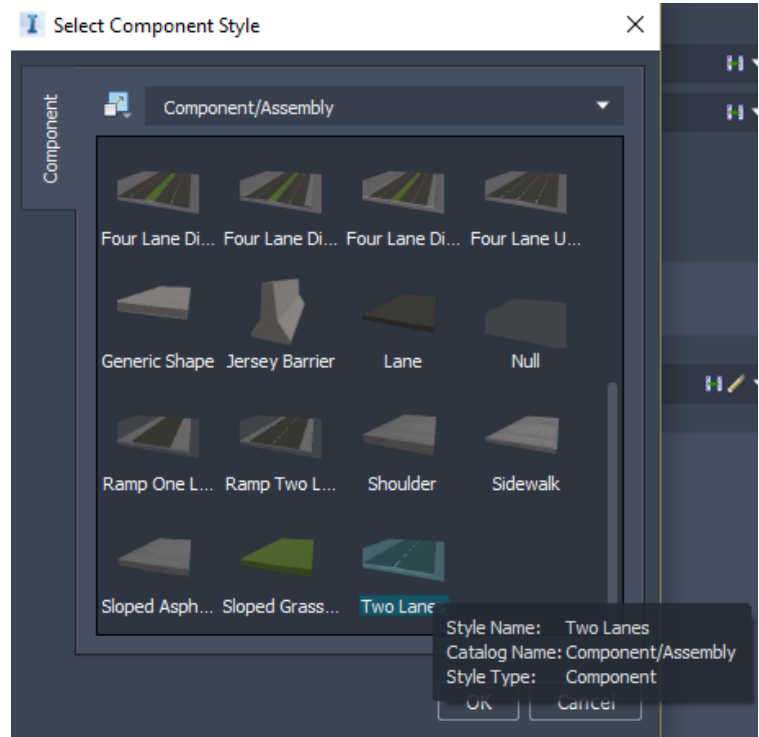 Select Component Style
Component
Component/Assembly
Four Lane Di... Four Lane Di... Four Lane Di... Four Lane U...
Generic Shape Jersey Barrier Lane Null
Ramp One L... Ramp Two L... Shoulder Sidewalk
Sloped Asph... Sloped Grass... Two Lanes
Style Name: Two Lanes
Catalog Name: Component/Assembly
Style Type: Component
OK Cancel